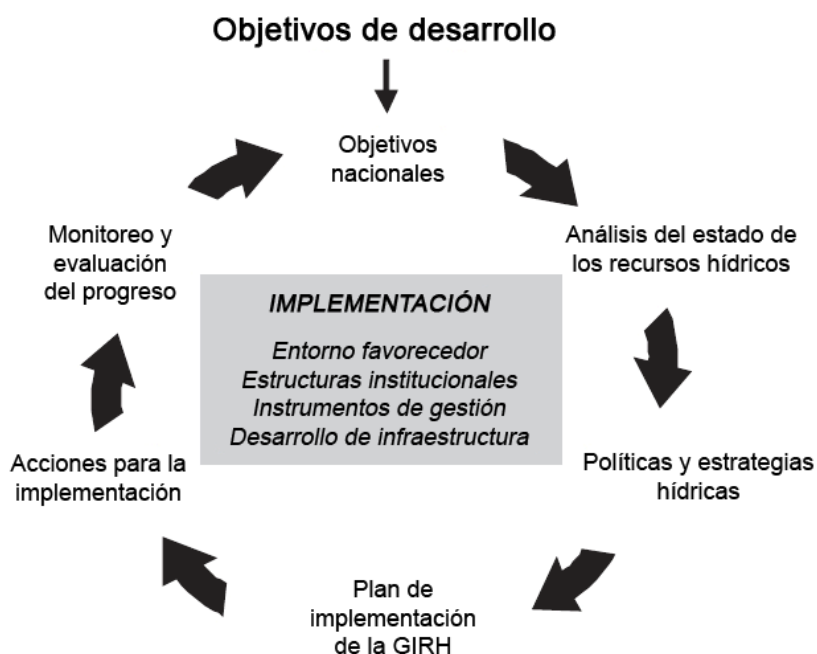 Objetivos de desarrollo
Objetivos
nacionales
Análisis del estado de
los recursos hídricos
Políticas y estrategias
hídricas
Plan de
implementación
de la GIRH
Acciones para la
implementación
Monitoreo y
evaluación
del progreso
IMPLEMENTACIÓN
Entorno favorecedor
Estructuras institucionales
Instrumentos de gestión
Desarrollo de infraestructura